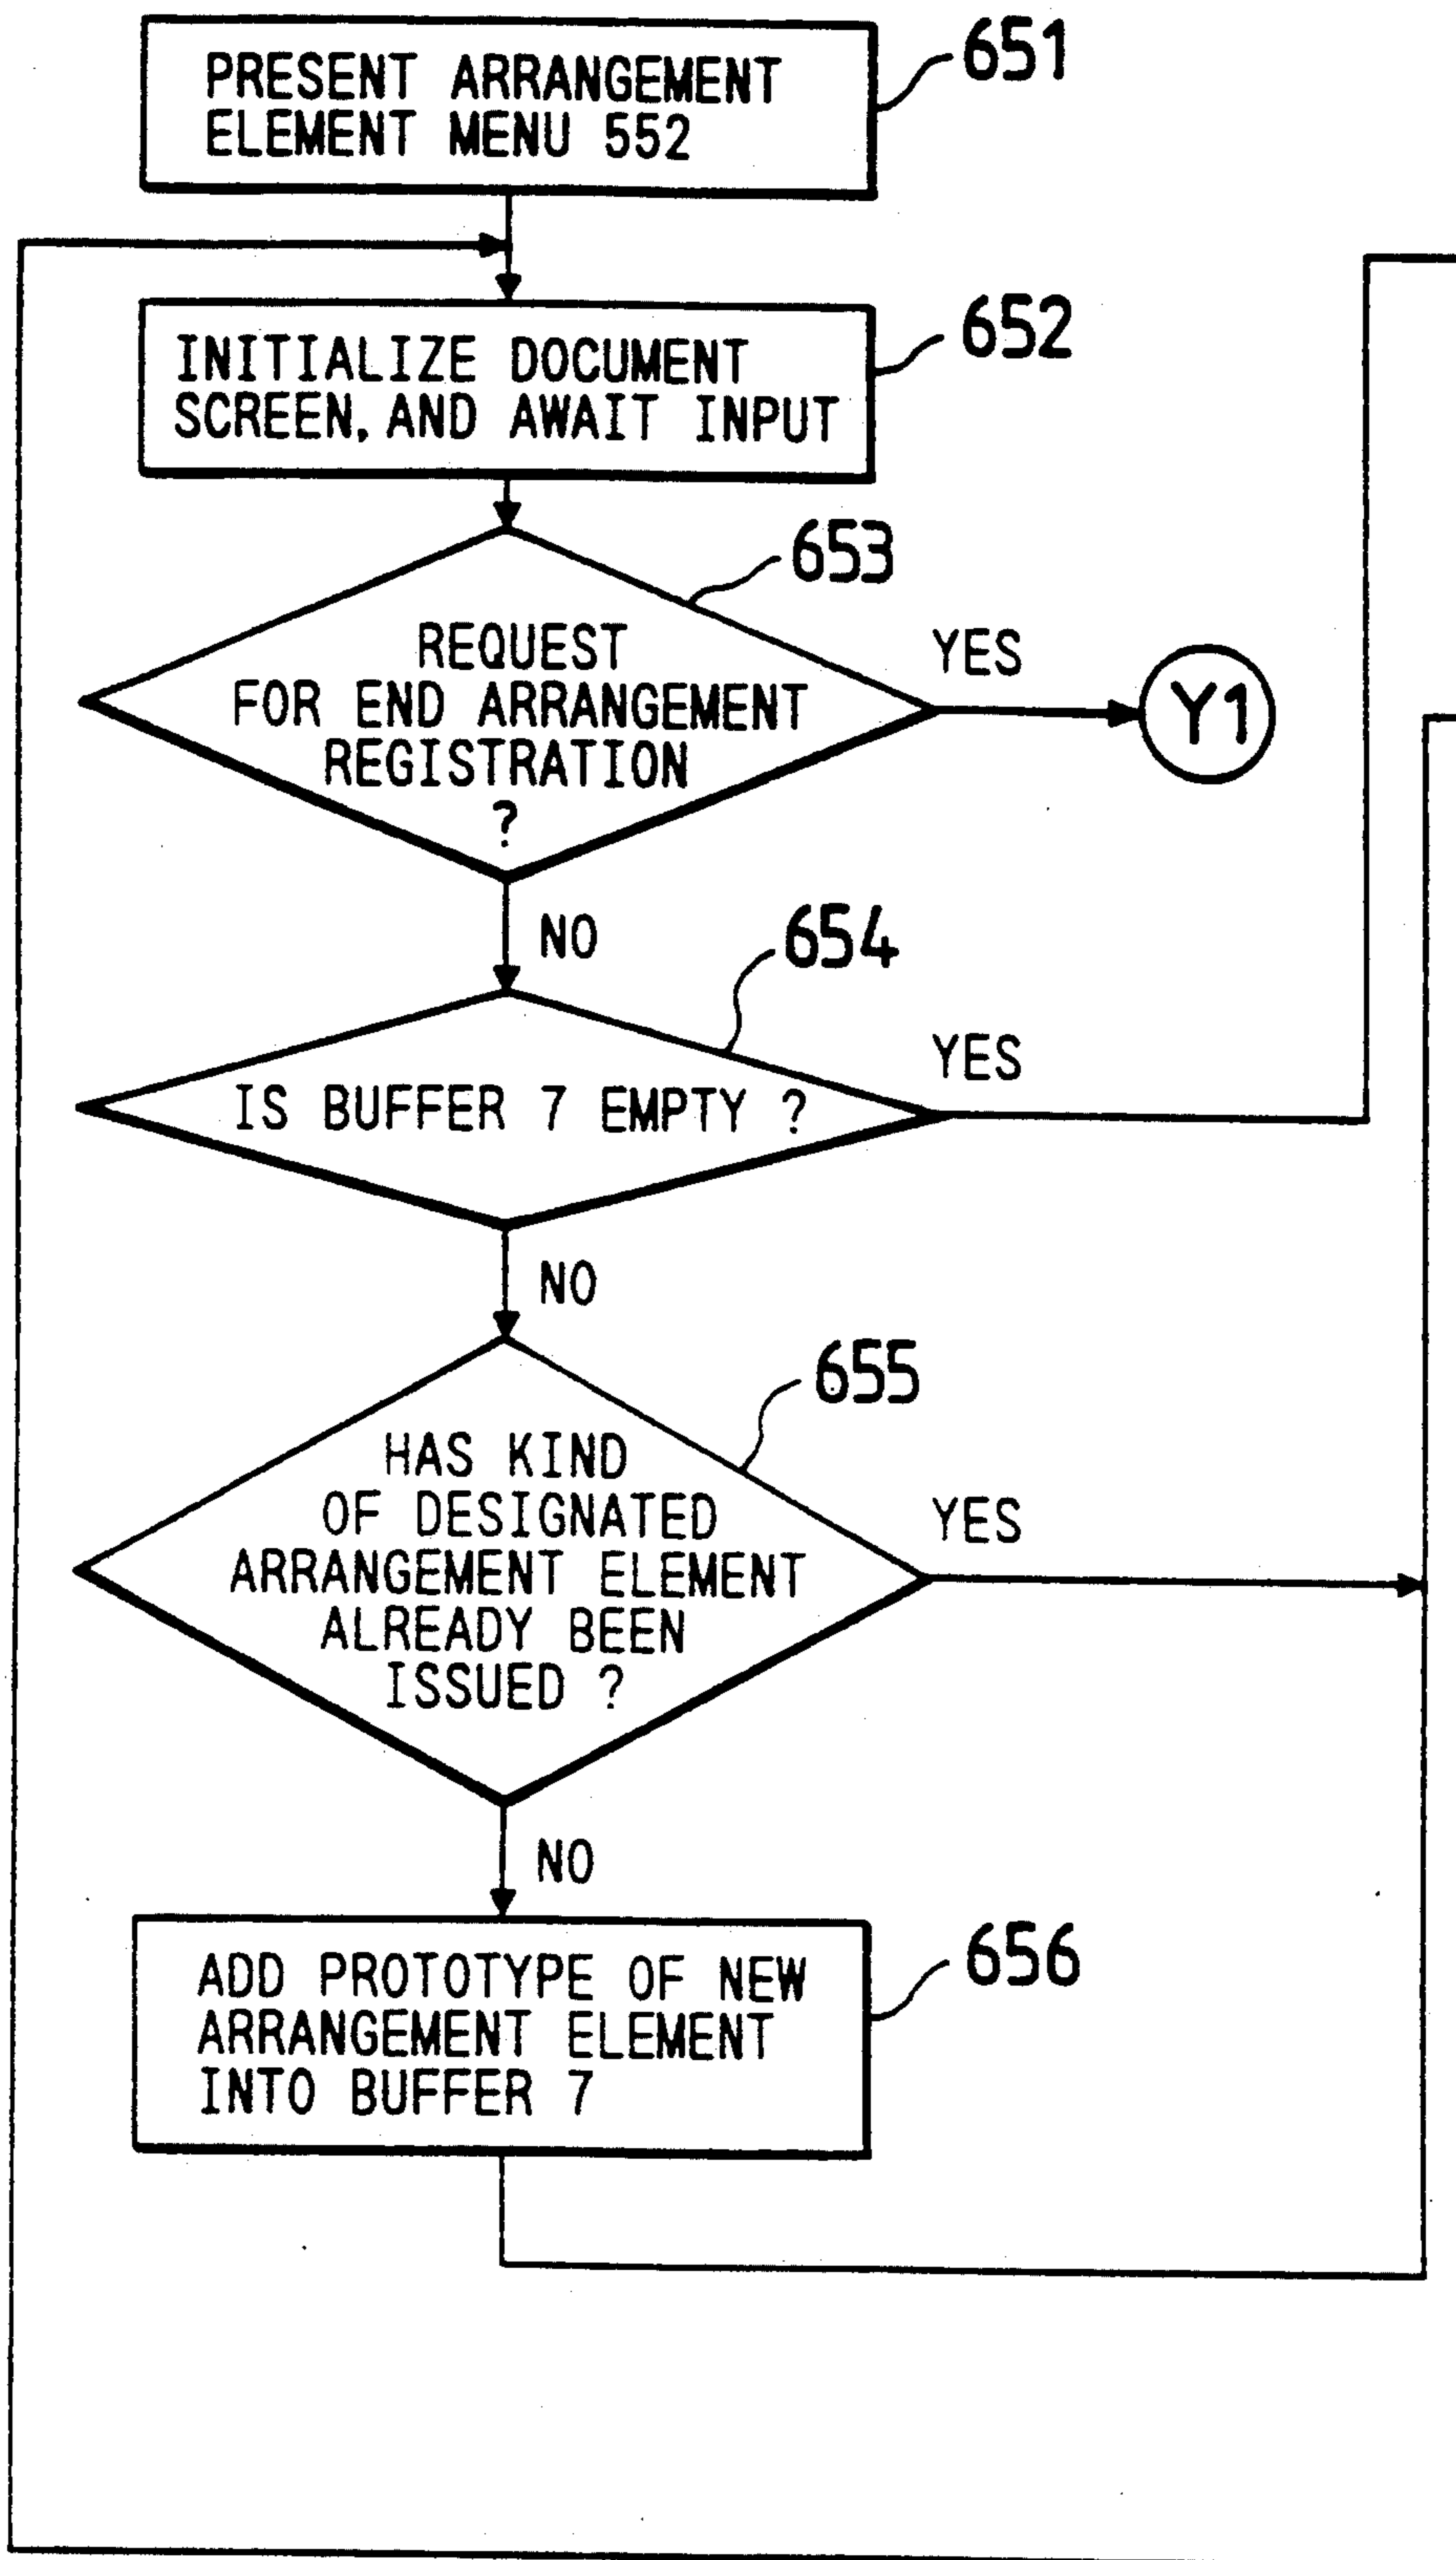 PRESENT ARRANGEMENT
ELEMENT MENU 552
651
INITIALIZE DOCUMENT
SCREEN, AND AWAIT INPUT
652
653
REQUEST
FOR END ARRANGEMENT
REGISTRATION
?
YES
Y1
NO
654
IS BUFFER 7 EMPTY ?
YES
NO
655
HAS KIND
OF DESIGNATED
ARRANGEMENT ELEMENT
ALREADY BEEN
ISSUED ?
YES
NO
656
ADD PROTOTYPE OF NEW
ARRANGEMENT ELEMENT
INTO BUFFER 7